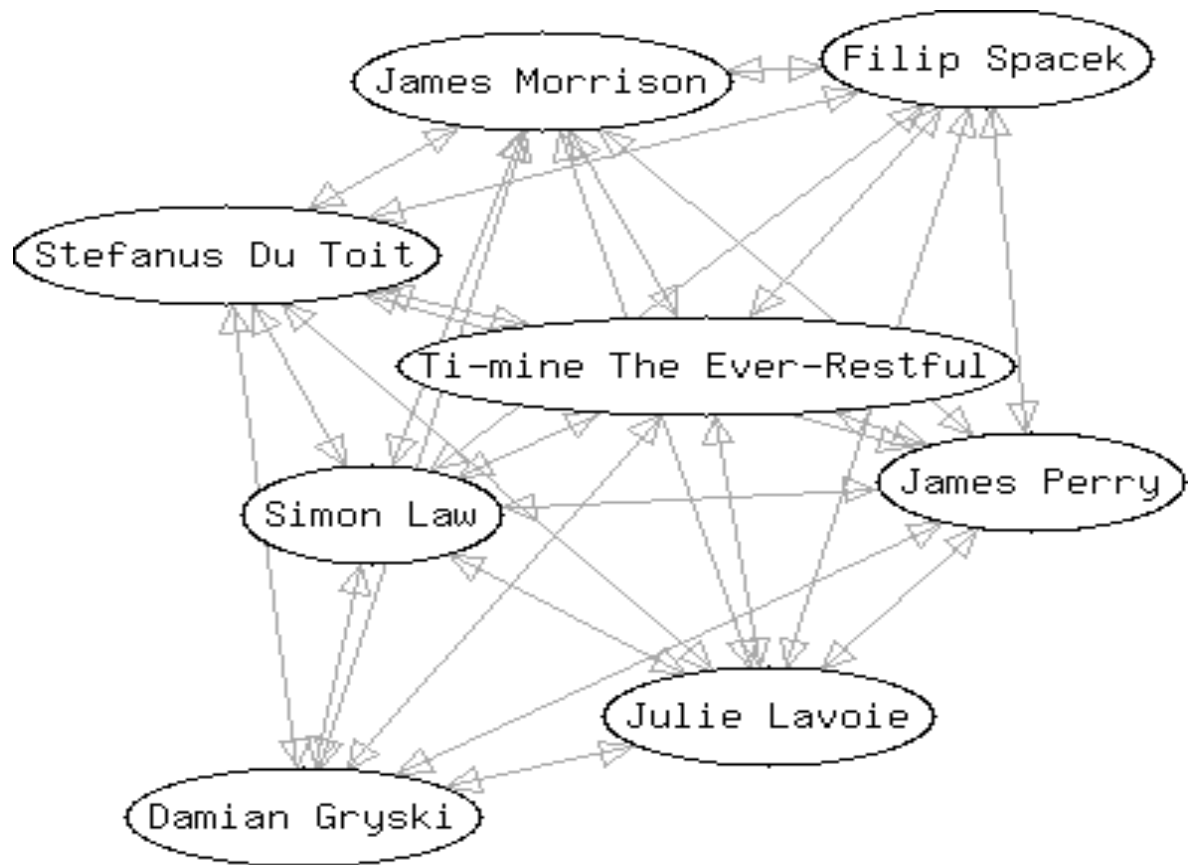 James Morrison
Filip Spacek
Stefanus Du Toit
Ti-mine The Ever-Restful
James Perry
Simon Law
Julie Lavoie
Damian Gryski